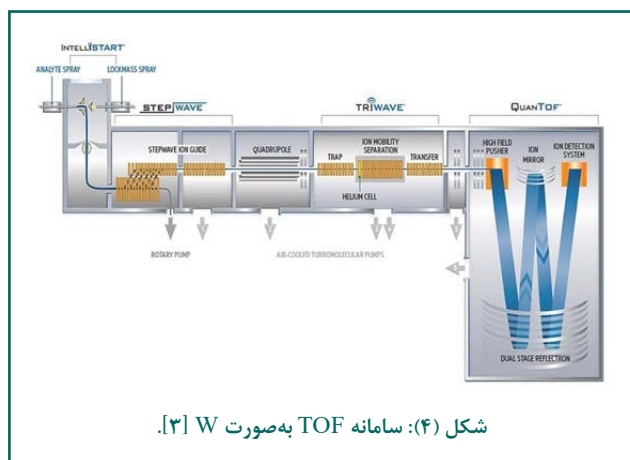 INTELLISTART
ANALYTE SPRAY
LOCKMASS SPRAY
STEPWAVE
TRIWAVE
QUANTOF
STEPWAVE ION GUIDE
QUADRUPOLE
ION MOBILITY
SEPARATION
TRAP
TRANSFER
HELIUM CELL
HIGH FIELD
PUSHER
ION
MIRROR
ION DETECTION
SYSTEM
ROTARY PUMP
AIR-COOLED TURBOMOLECULAR PUMPS
DUAL STAGE REFLECTRON
شکل (۴): سامانه TOF به‌صورت W [۳].